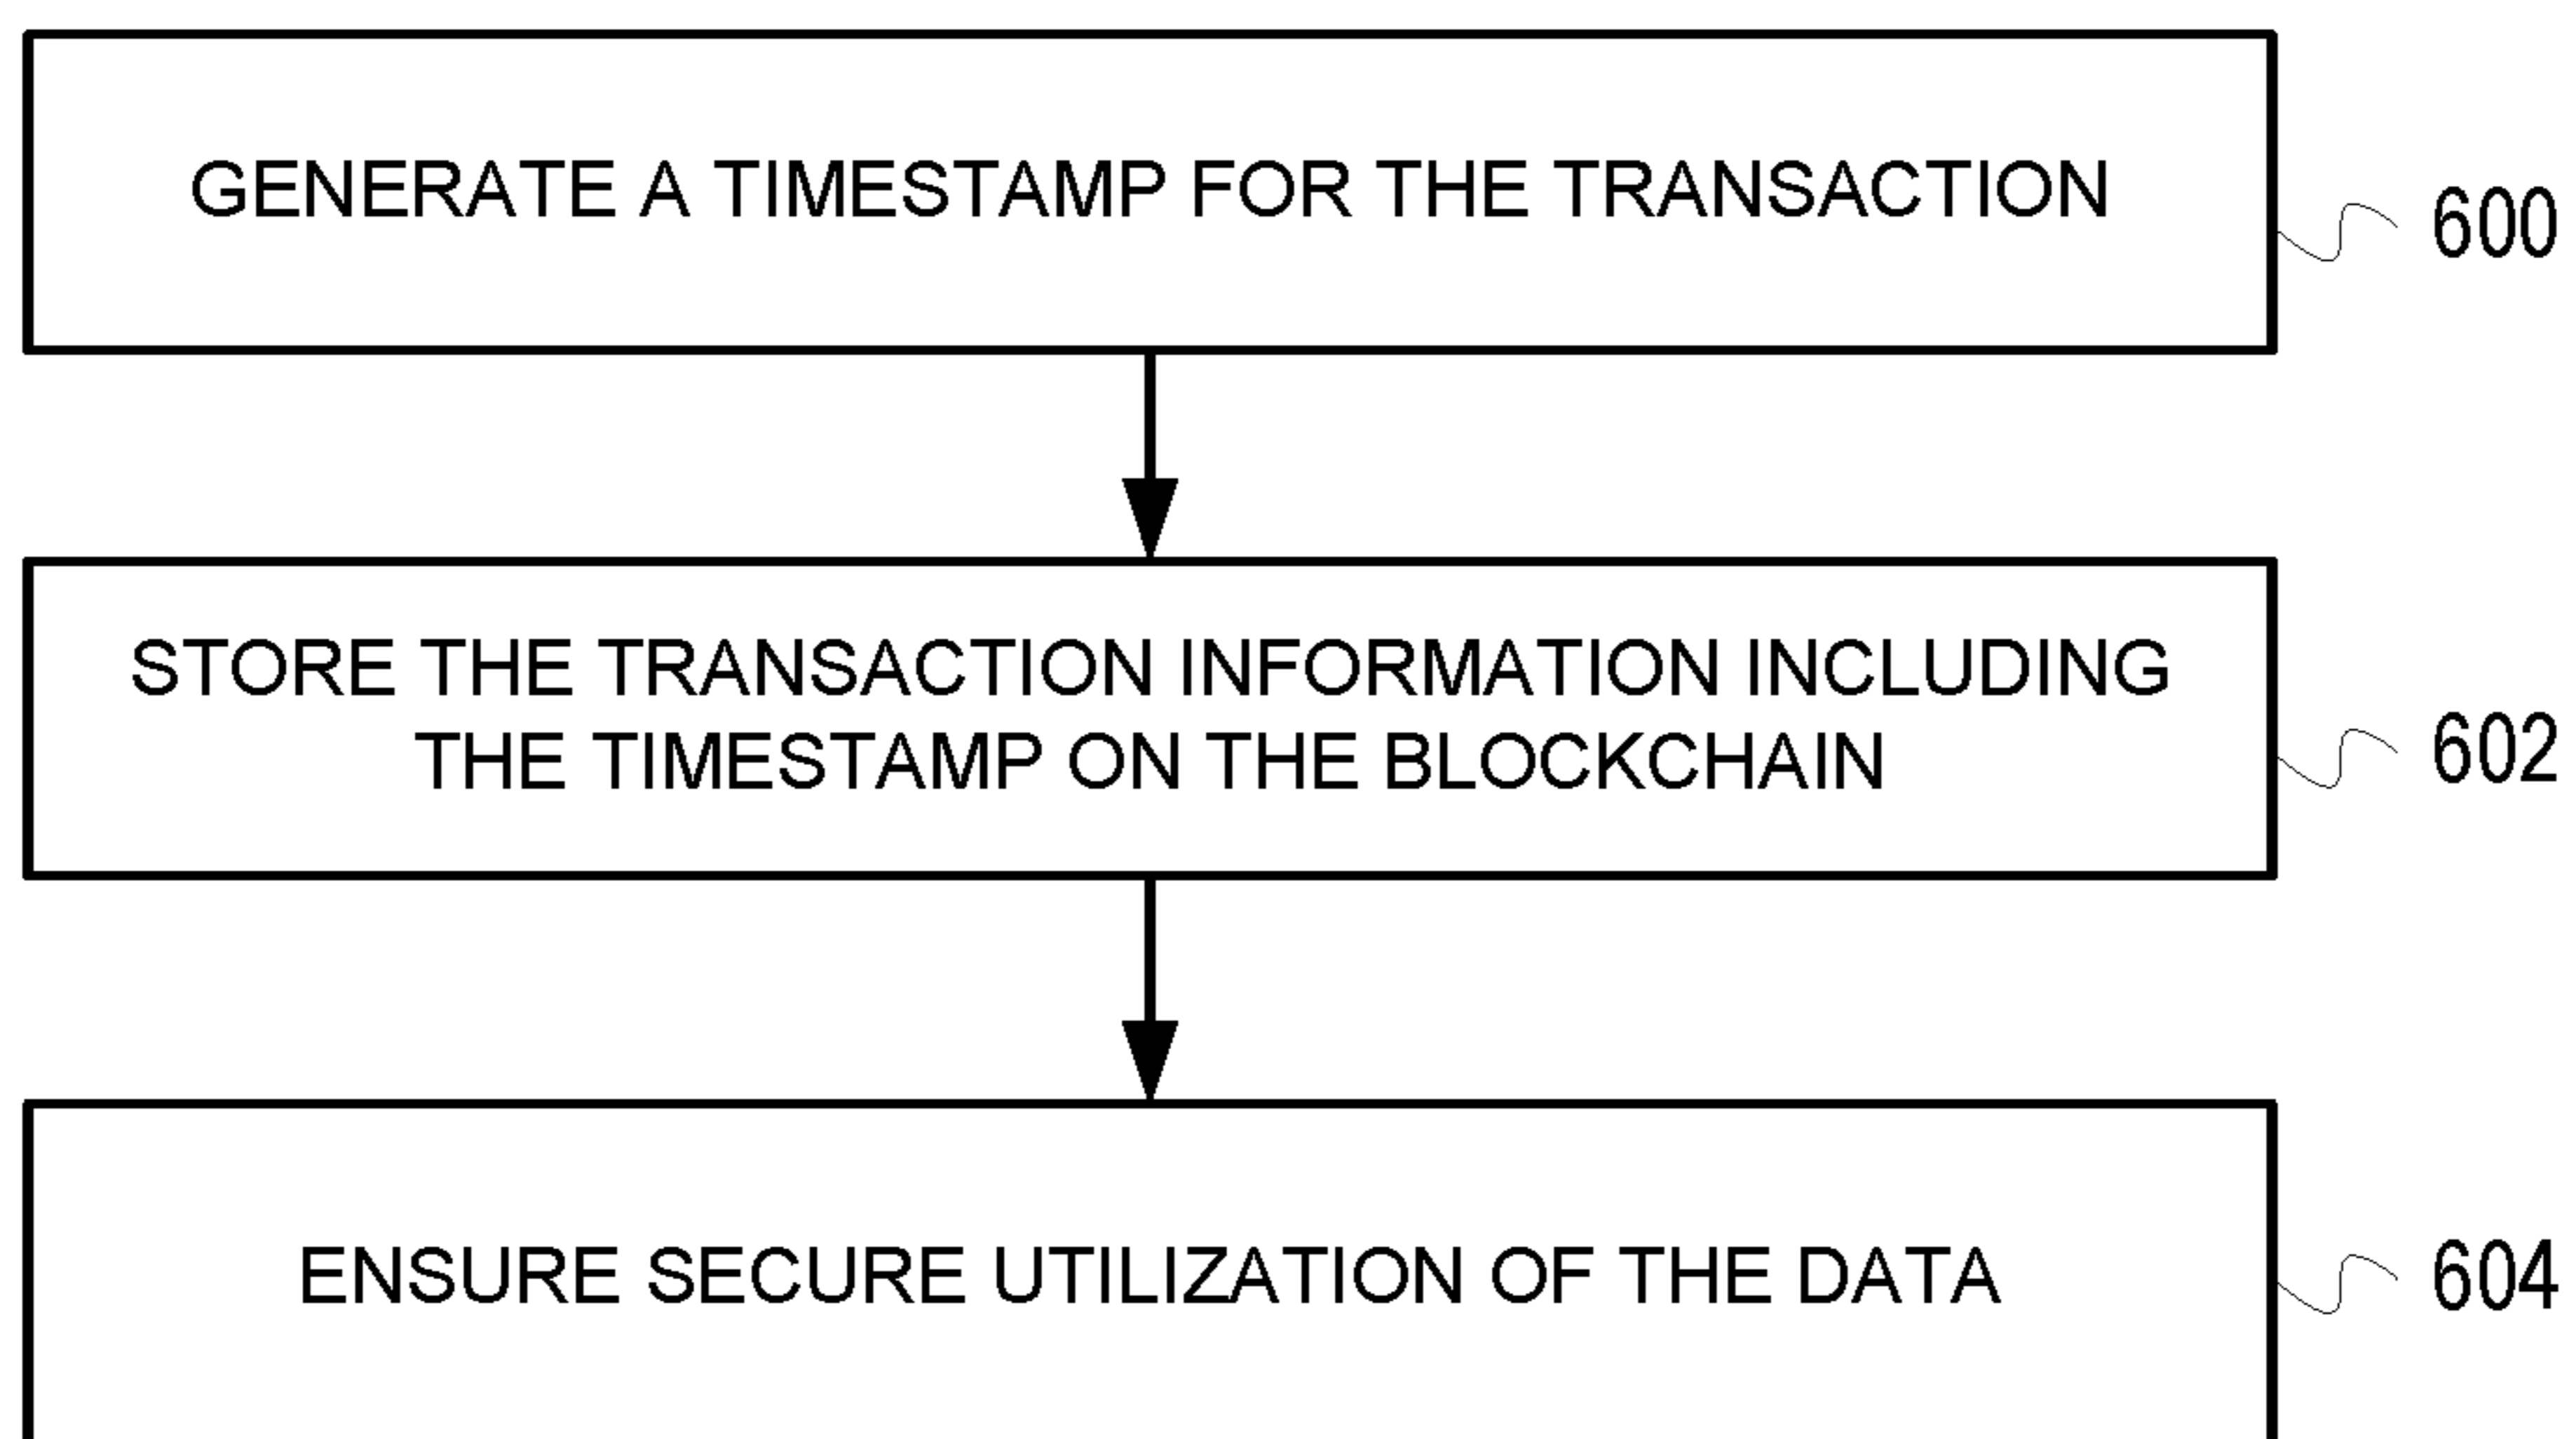 GENERATE A TIMESTAMP FOR THE TRANSACTION
600
STORE THE TRANSACTION INFORMATION INCLUDING
THE TIMESTAMP ON THE BLOCKCHAIN
602
ENSURE SECURE UTILIZATION OF THE DATA
604